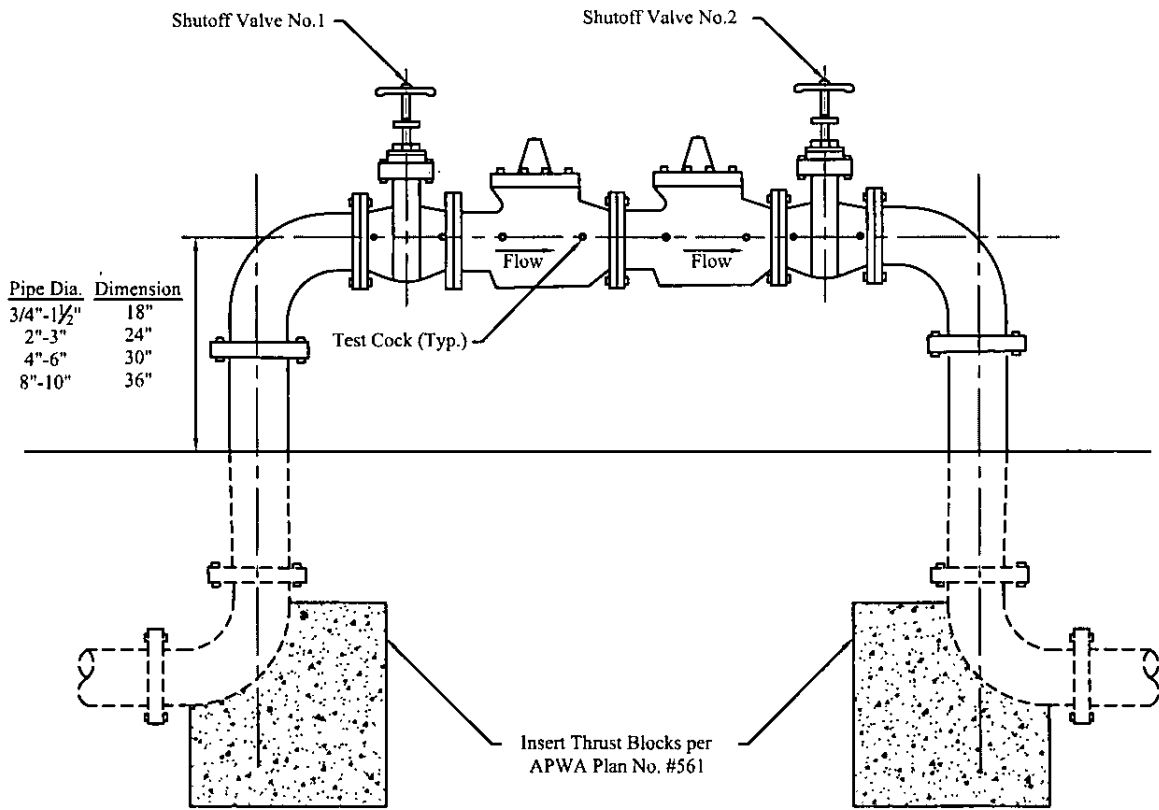 Shutoff Valve No.1
Shutoff Valve No.2
Flow
Flow
Pipe Dia. Dimension
3/4"-1½" 18"
2"-3" 24"
4"-6" 30"
8"-10" 36"
Test Cock (Typ.)
Insert Thrust Blocks per
APWA Plan No. #561